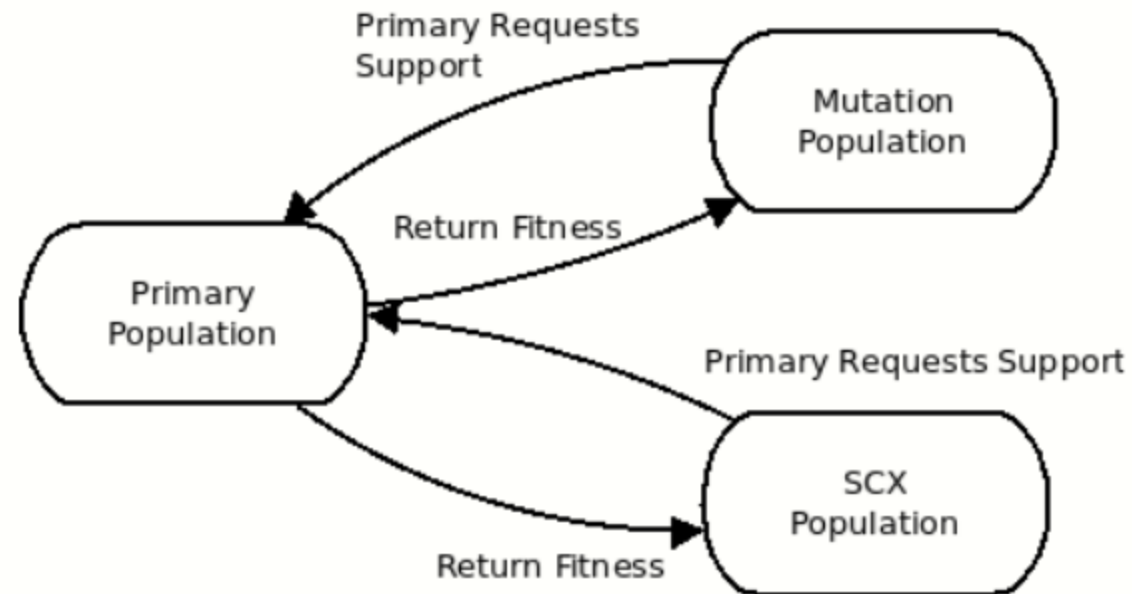 Primary Requests
Support
Mutation
Population
Return Fitness
Primary
Population
Primary Requests Support
SCX
Population
Return Fitness